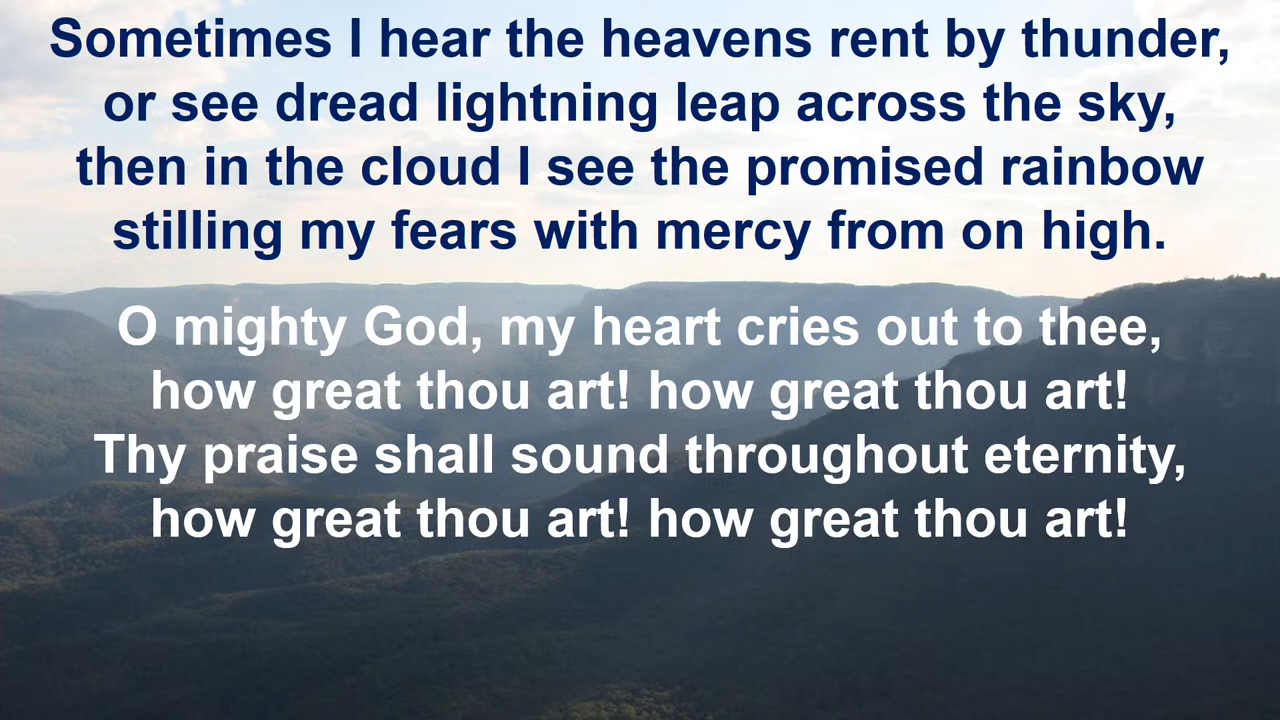 Sometimes I hear the heavens rent by thunder,
or see dread lightning leap across the sky,
then in the cloud I see the promised rainbow
stilling my fears with mercy from on high.
O mighty God, my heart cries out to thee,
how great thou art! how great thou art!
Thy praise shall sound throughout eternity,
how great thou art! how great thou art!